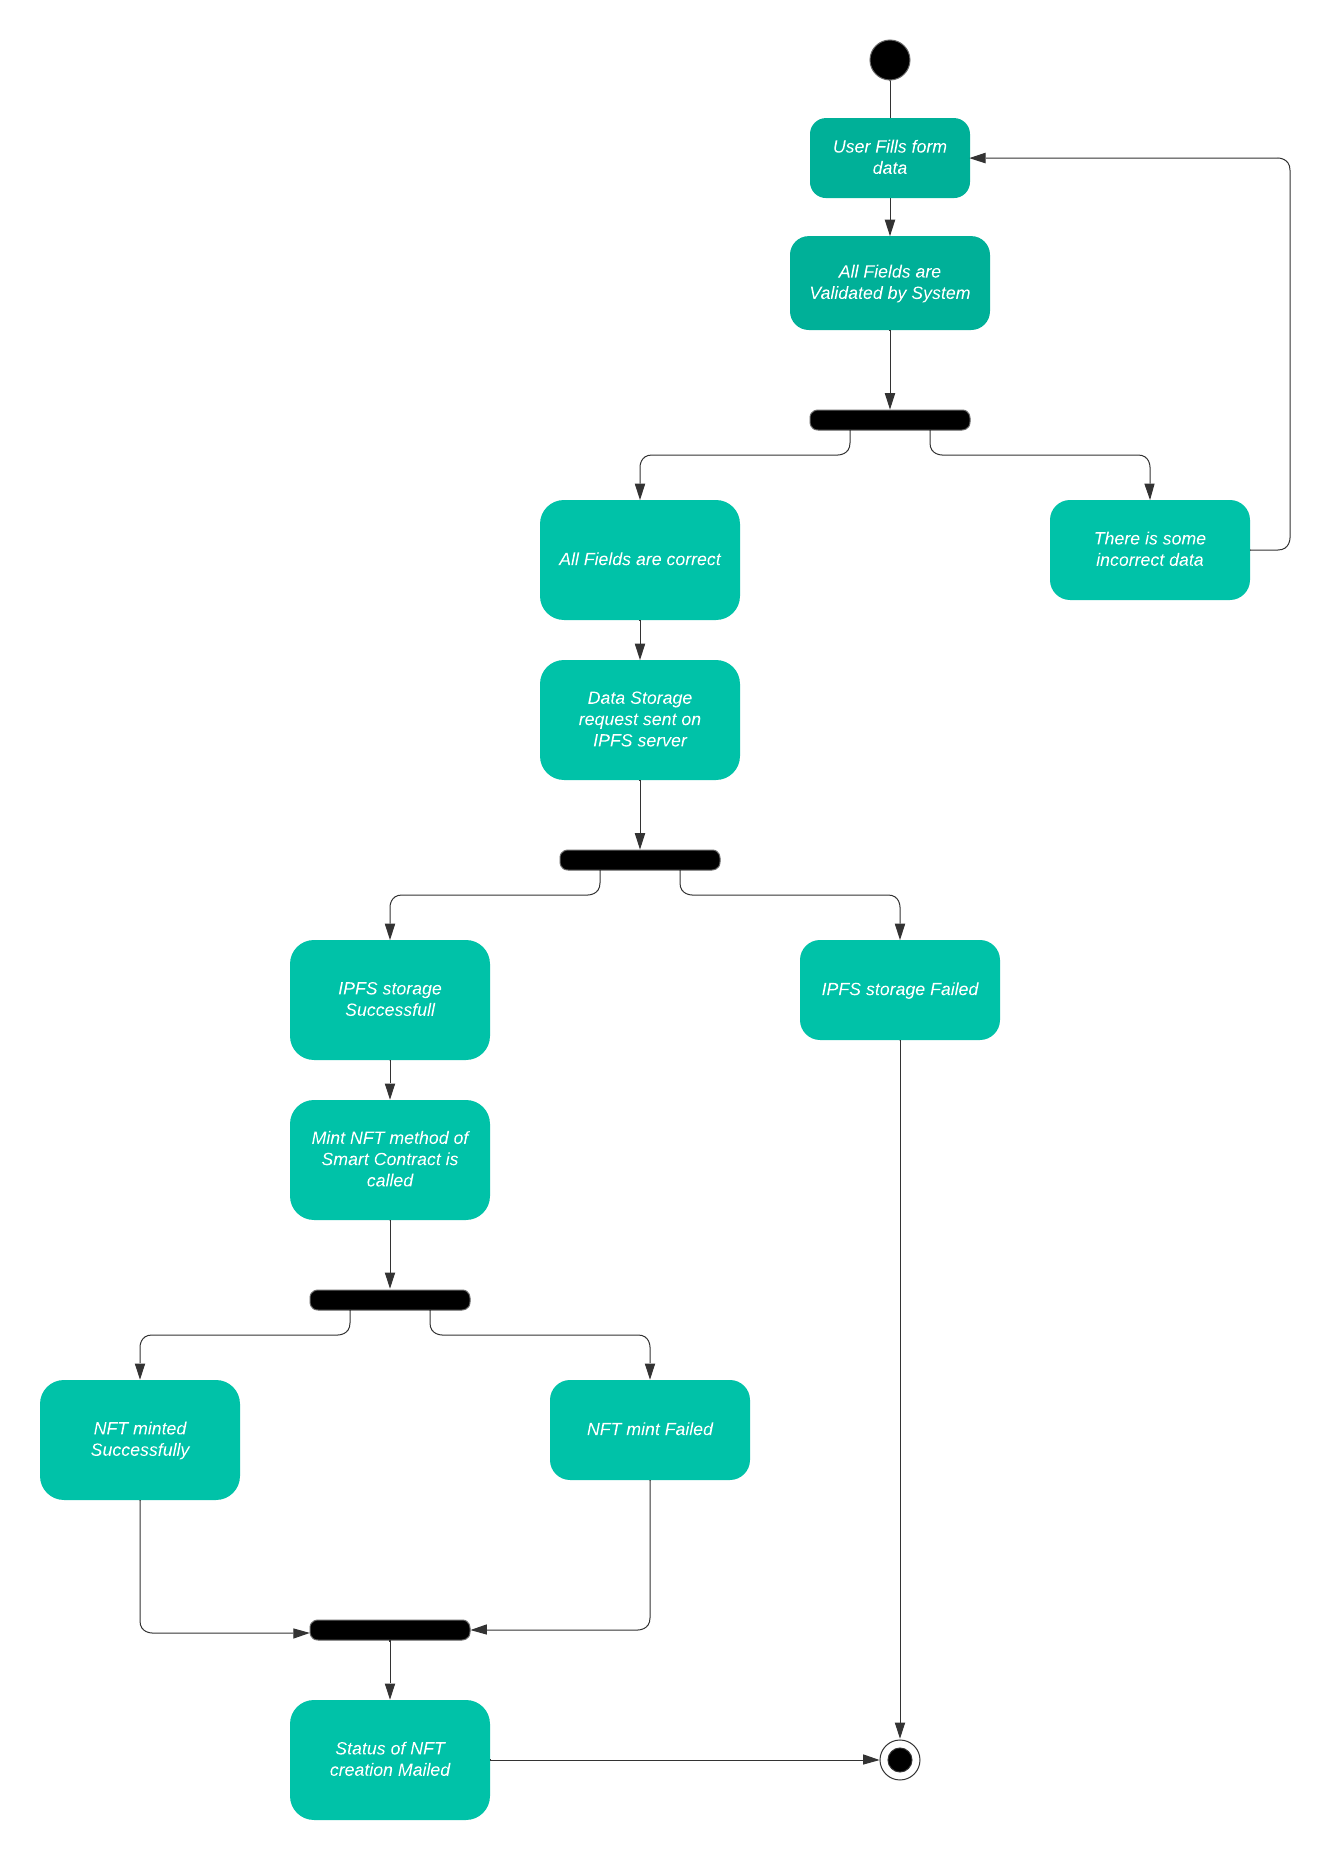 User Fills form
data
All Fields are
Validated by System
All Fields are correct
There is some
incorrect data
Data Storage
request sent on
IPFS server
IPFS storage
Successfull
IPFS storage Failed
Mint NFT method of
Smart Contract is
called
NFT minted
Successfully
NFT mint Failed
Status of NFT
creation Mailed